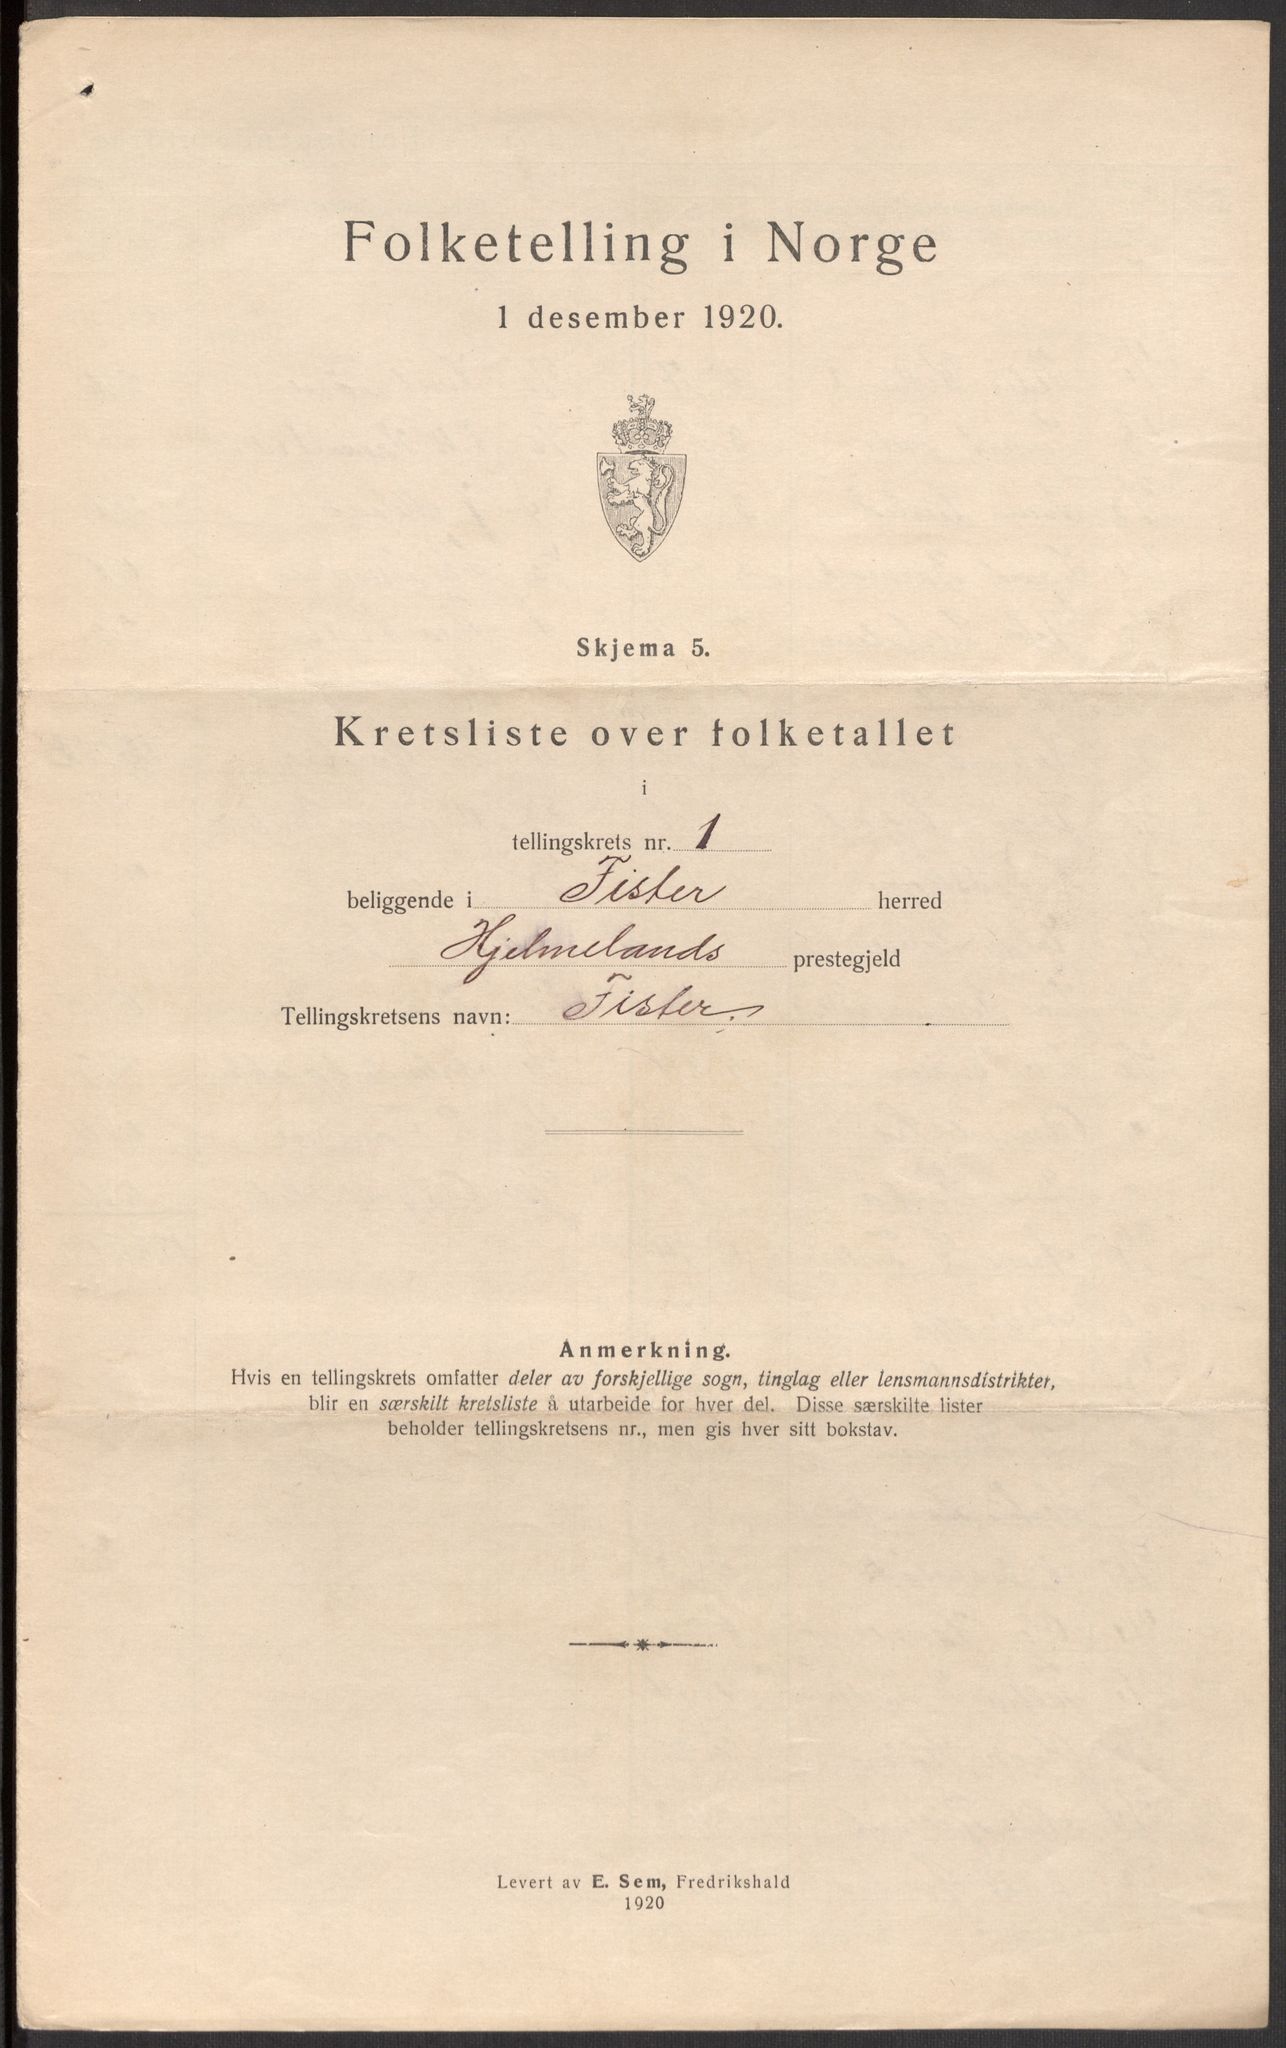 Folketelling i Norge
1 desember 1920.
Skjema 5.
Kretsliste over folketallet
i
tellingskrets nr. 1
beliggende i Fister herred
Hjelmelands prestegjeld
Tellingskretsens navn: Fister.
Anmerkning.
Hvis en tellingskrets omfatter deler av forskjellige sogn, tinglag eller lensmannsdistrikter,
blir en særskilt kretsliste å utarbeide for hver del. Disse særskilte lister
beholder tellingskretsens nr., men gis hver sitt bokstav.
Levert av E. Sem, Fredrikshald
1920